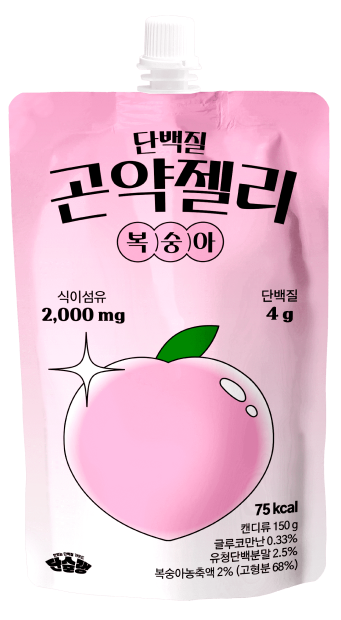 단백질
곤약젤리
복숭아
식이섬유
2,000 mg
단백질
4 g
75 kcal
캔디류 150 g
글루코만난 0.33%
유청단백분말 2.5%
복숭아농축액 2% (고형분 68%)